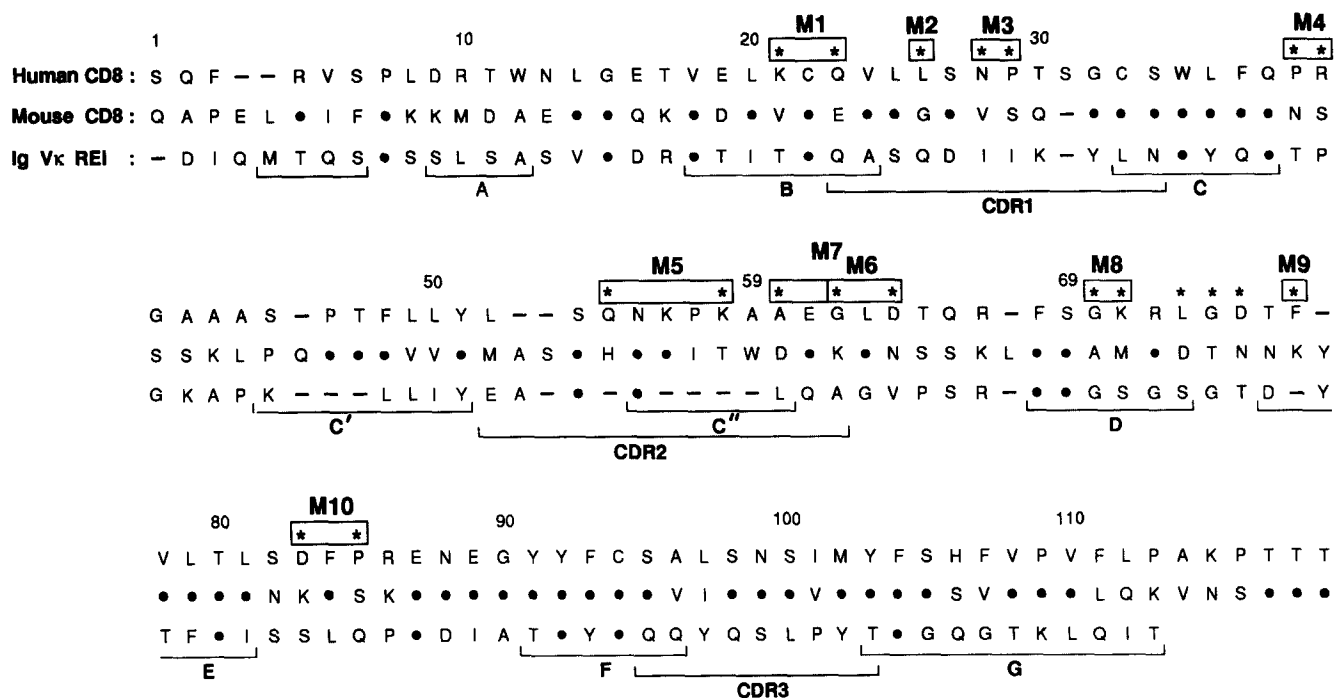 M1 M2 M3 M4
1 10 20 * * * * * 30 * *
Human CD8 : S Q F – – R V S P L D R T W N L G E T V E L K C Q V L L S N P T S G C S W L F Q P R
Mouse CD8 : Q A P E L • I F • K K M D A E • • Q K • D • V • E • • G • V S Q – • • • • • • • N S
Ig Vκ REI : – D I Q M T Q S • S S L S A S V • D R • T I T • Q A S Q D I I K – Y L N • Y Q • T P
A B C
CDR1
M7
M5 M6 M8 M9
50 * * 59 * * * 69 * * * * * *
G A A A S – P T F L L Y L – – S Q N K P K A A E G L D T Q R – F S G K R L G D T F –
S S K L P Q • • • V V • M A S • H • • I T W D • K • N S S K L • • A M • D T N N K Y
G K A P K – – – L L I Y E A – • – • – – – – L Q A G V P S R – • • G S G S G T D – Y
C′ C″ D
CDR2
M10
80 * * 90 100 110
V L T L S D F P R E N E G Y Y F C S A L S N S I M Y F S H F V P V F L P A K P T T T
• • • • N K • S K • • • • • • • • • V I • • V • • • • S V • • • L Q K V N S • • •
T F • I S S L Q P • D I A T • Y • Q Q Y Q S L P Y T • G Q G T K L Q I T
E F G
CDR3